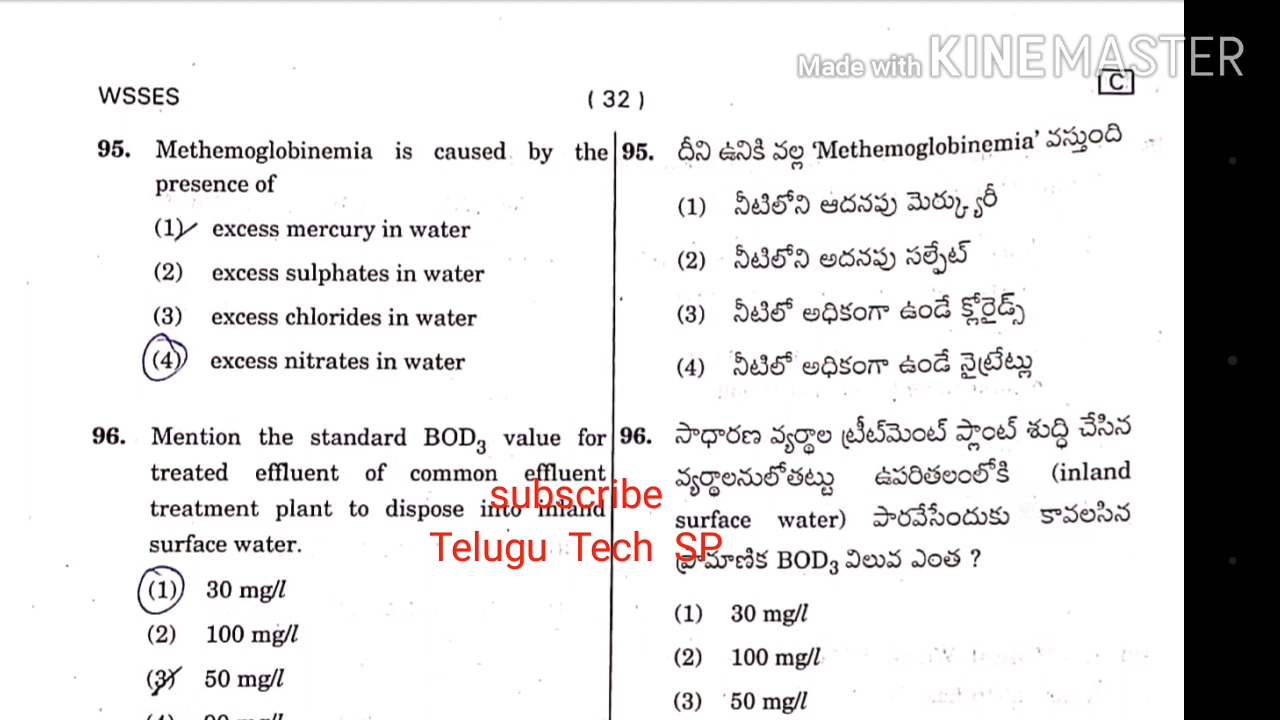 Made with KINEMASTER
WSSES
( 32 )
C
95. Methemoglobinemia is caused by the
presence of
(1) excess mercury in water
(2) excess sulphates in water
(3) excess chlorides in water
(4) excess nitrates in water
96. Mention the standard BOD3 value for
treated effluent of common effluent
treatment plant to dispose into inland
surface water.
(1) 30 mg/l
(2) 100 mg/l
(3) 50 mg/l
95. దీని ఉనికి వల్ల ‘Methemoglobinemia’ వస్తుంది
(1) నీటిలోని ఆదనపు మెర్క్యురీ
(2) నీటిలోని అదనపు సల్ఫేట్
(3) నీటిలో అధికంగా ఉండే క్లోరైడ్స్
(4) నీటిలో అధికంగా ఉండే నైట్రేట్లు
96. సాధారణ వ్యర్థాల ట్రీట్‌మెంట్ ప్లాంట్ శుద్ధి చేసిన
వ్యర్థాలనులోతట్టు ఉపరితలంలోకి (inland
surface water) పారవేసేందుకు కావలసిన
ప్రామాణిక BOD3 విలువ ఎంత ?
(1) 30 mg/l
(2) 100 mg/l
(3) 50 mg/l
subscribe
Telugu Tech SP